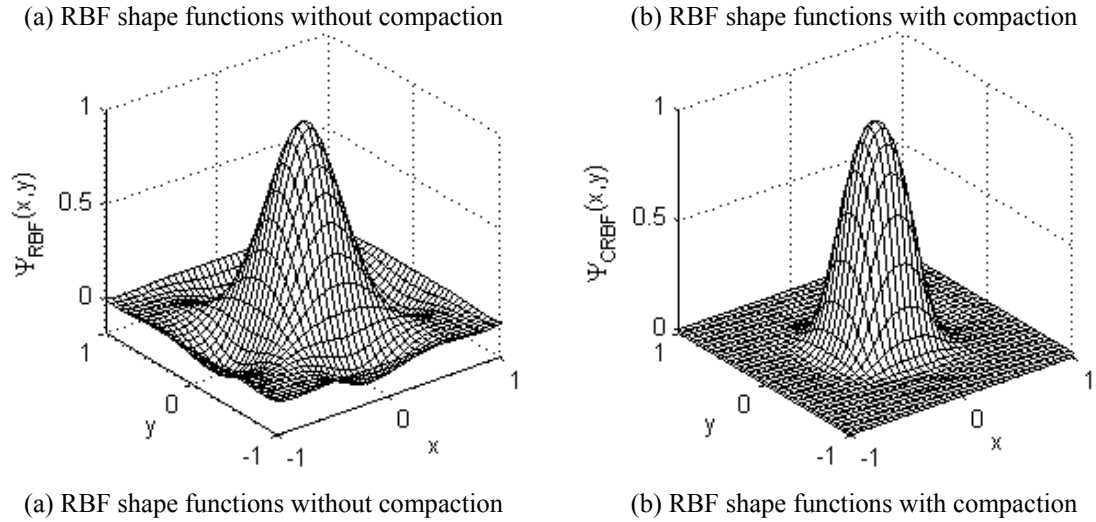 (a) RBF shape functions without compaction
(b) RBF shape functions with compaction
1
0.5
0
Ψ_RBF(x,y)
1
0
-1
y
-1
0
1
x
1
0.5
0
Ψ_CRBF(x,y)
1
0
-1
y
-1
0
1
x
(a) RBF shape functions without compaction
(b) RBF shape functions with compaction